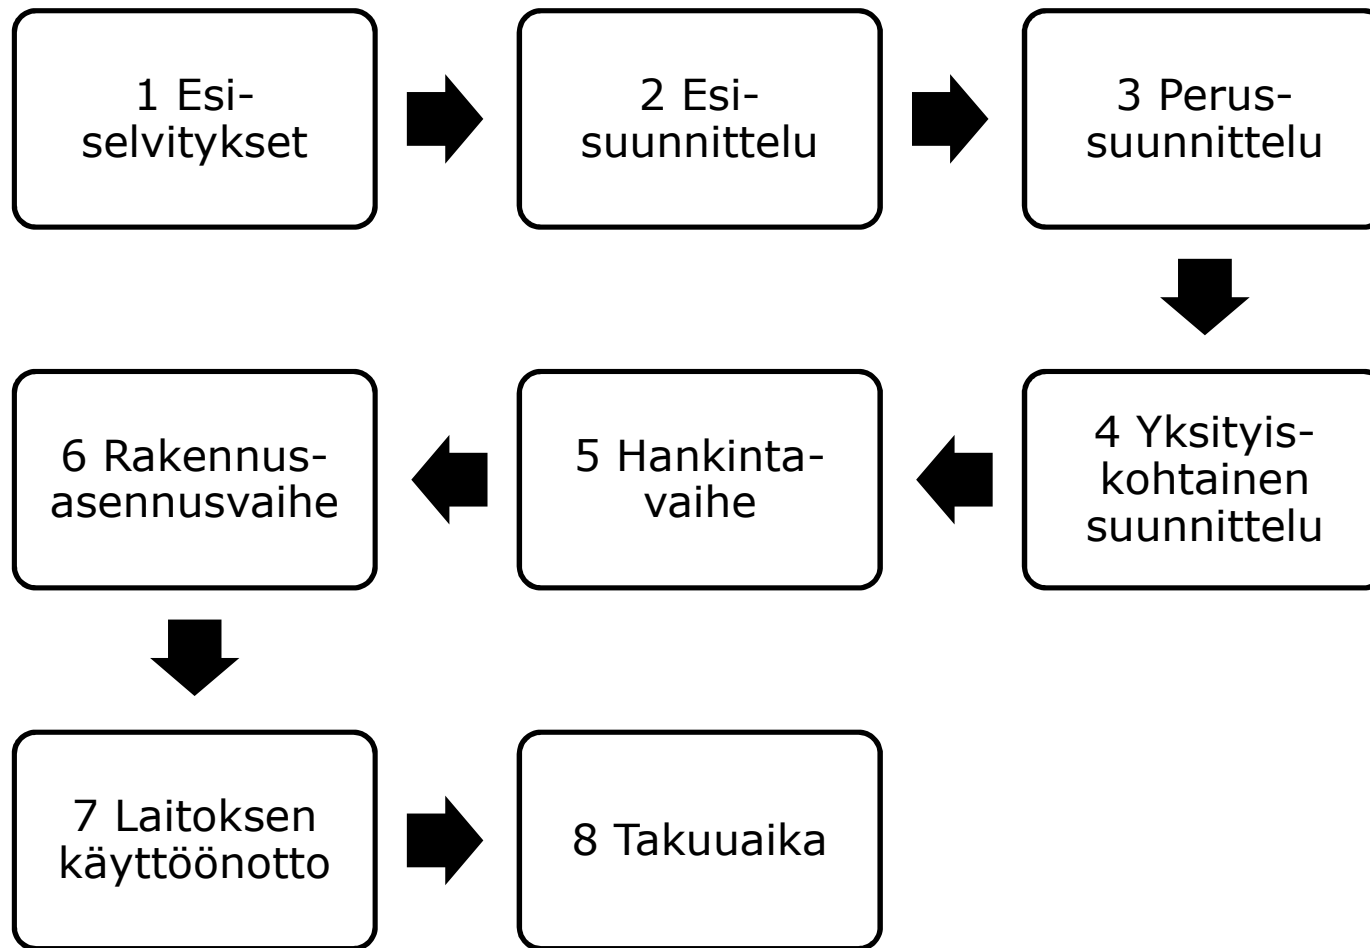 1 Esi-
selvitykset
2 Esi-
suunnittelu
3 Perus-
suunnittelu
4 Yksityis-
kohtainen
suunnittelu
5 Hankinta-
vaihe
6 Rakennus-
asennusvaihe
7 Laitoksen
käyttöönotto
8 Takuuaika